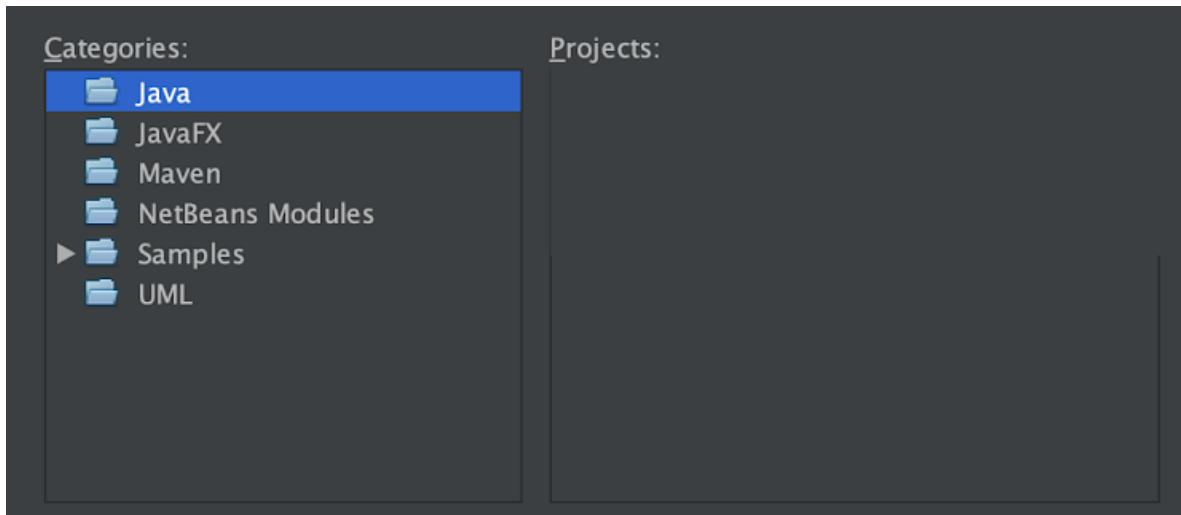 Categories:
Projects:
Java
JavaFX
Maven
NetBeans Modules
Samples
UML